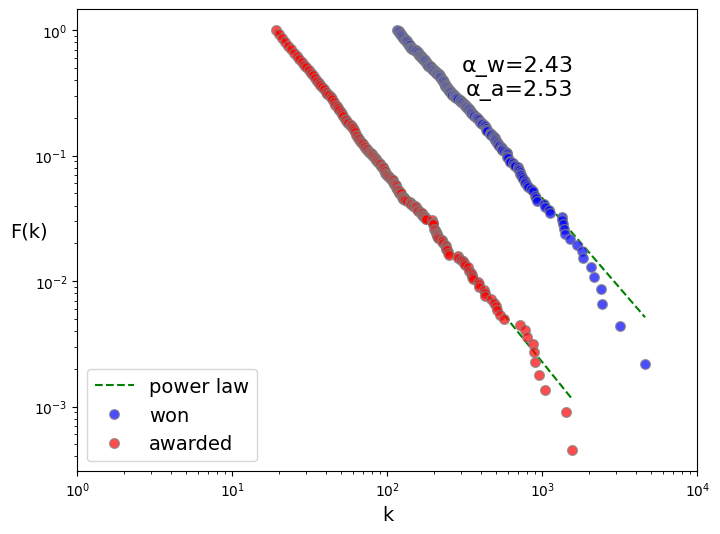 α_w=2.43
α_a=2.53
10⁰
10⁻¹
F(k)
10⁻²
10⁻³
power law
won
awarded
10⁰ 10¹ 10² 10³ 10⁴
k